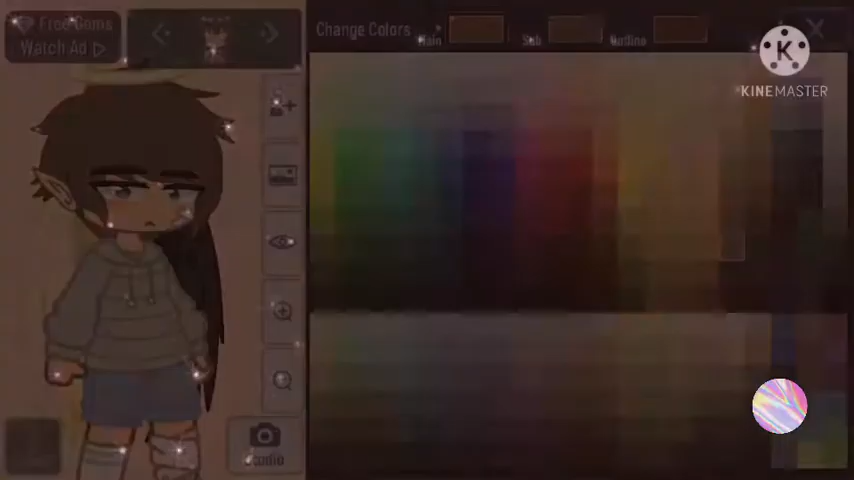 Free Gems
Watch Ad
Change Colors
Main
Sub
Outline
K
KINEMASTER
Studio